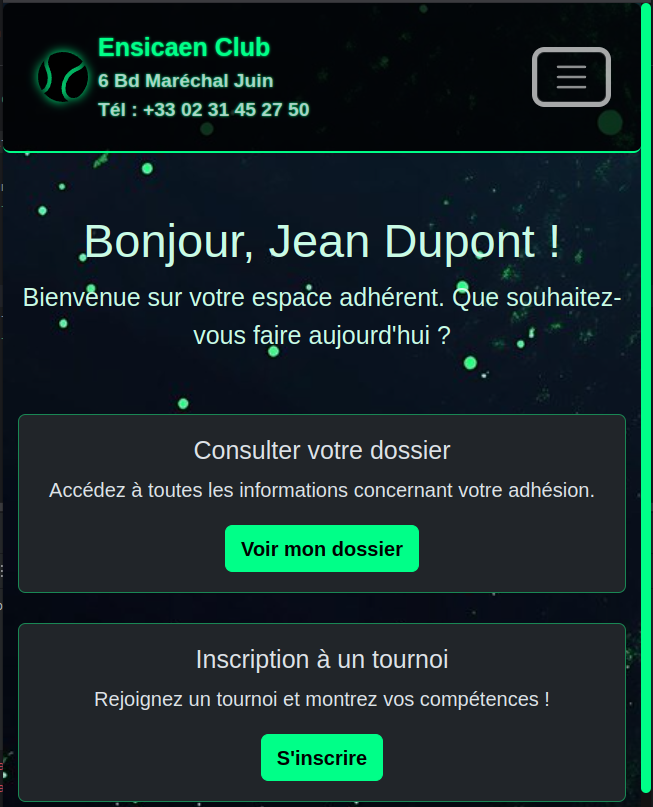 Ensicaen Club
6 Bd Maréchal Juin
Tél : +33 02 31 45 27 50
Bonjour, Jean Dupont !
Bienvenue sur votre espace adhérent. Que souhaitez-
vous faire aujourd'hui ?
Consulter votre dossier
Accédez à toutes les informations concernant votre adhésion.
Voir mon dossier
Inscription à un tournoi
Rejoignez un tournoi et montrez vos compétences !
S'inscrire